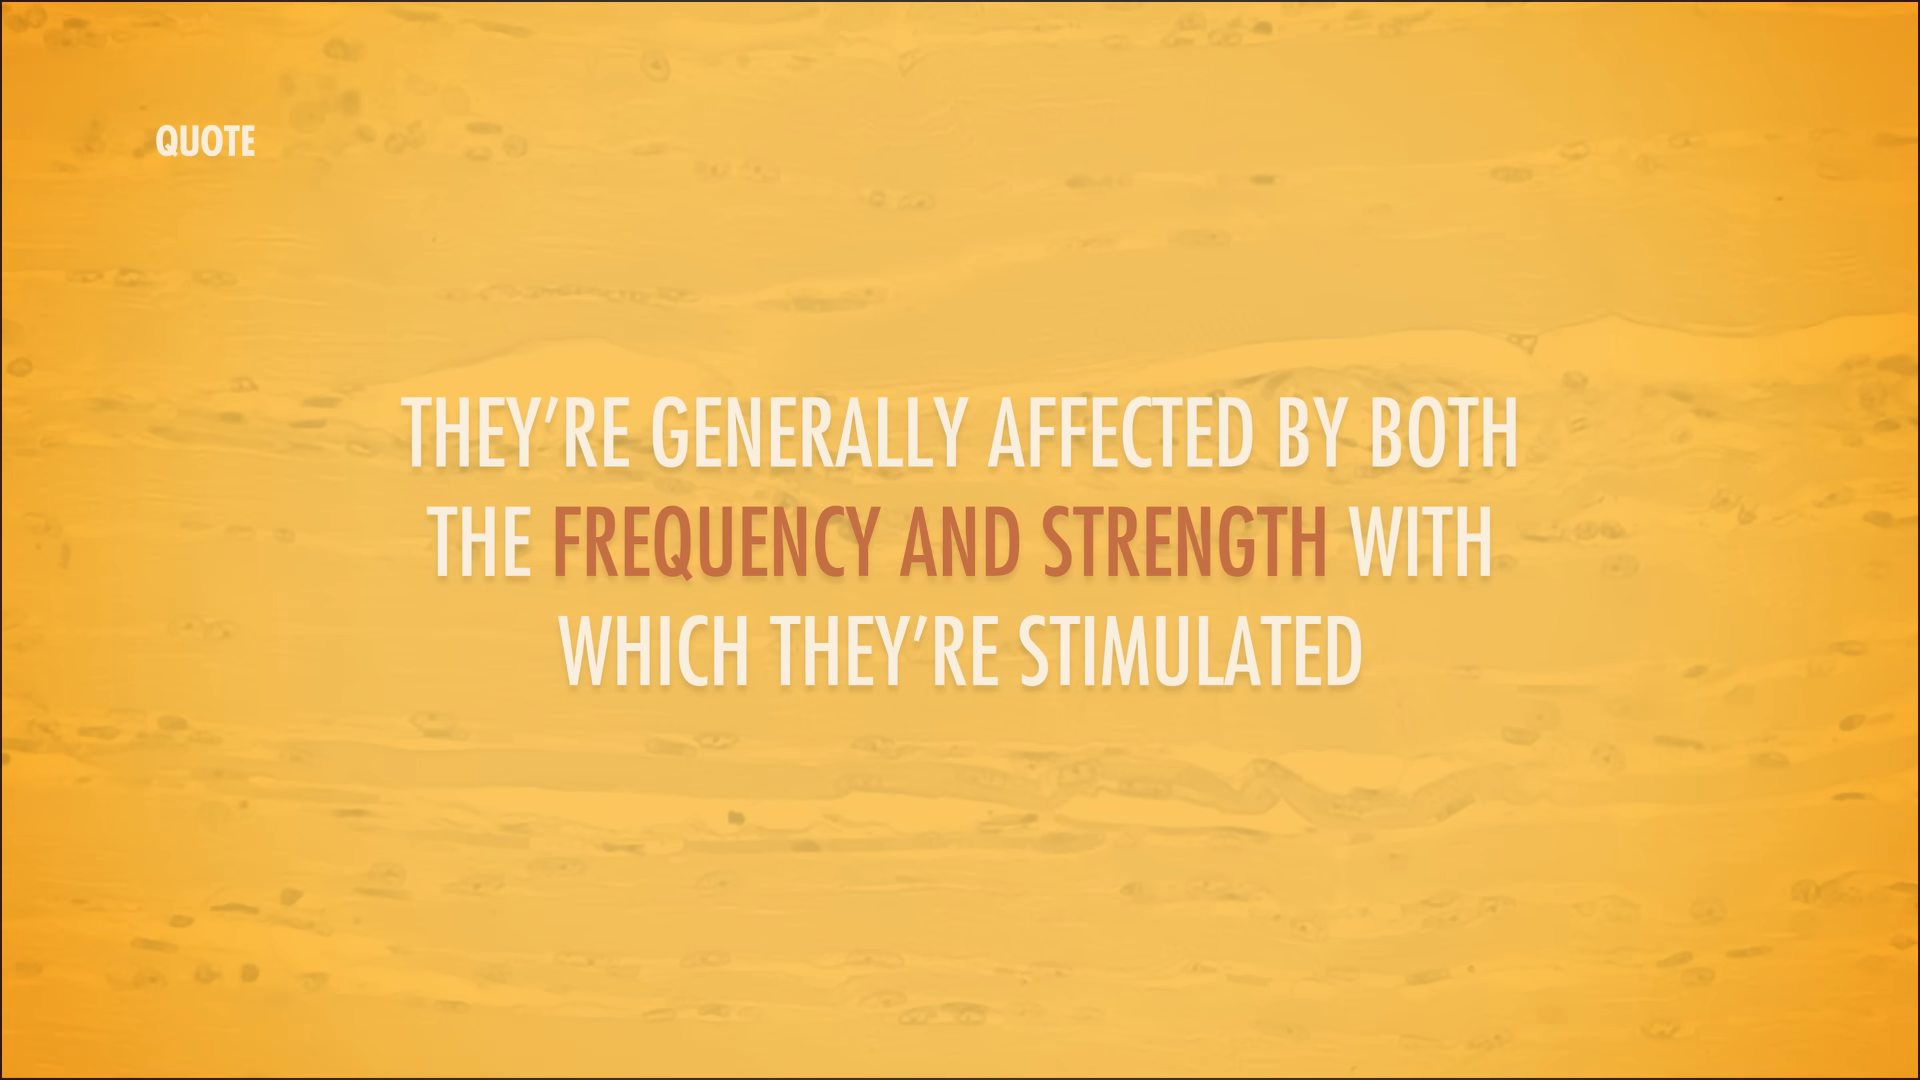 QUOTE
THEY’RE GENERALLY AFFECTED BY BOTH
THE FREQUENCY AND STRENGTH WITH
WHICH THEY’RE STIMULATED